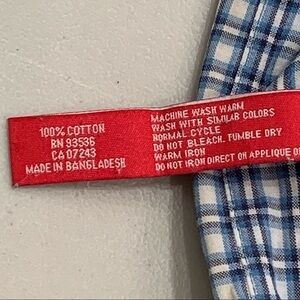 100% COTTON
RN 93536
CA 07243
MADE IN BANGLADESH
MACHINE WASH WARM
WASH WITH SIMILAR COLORS
NORMAL CYCLE
DO NOT BLEACH. TUMBLE DRY
WARM IRON
DO NOT IRON DIRECT ON APPLIQUE O